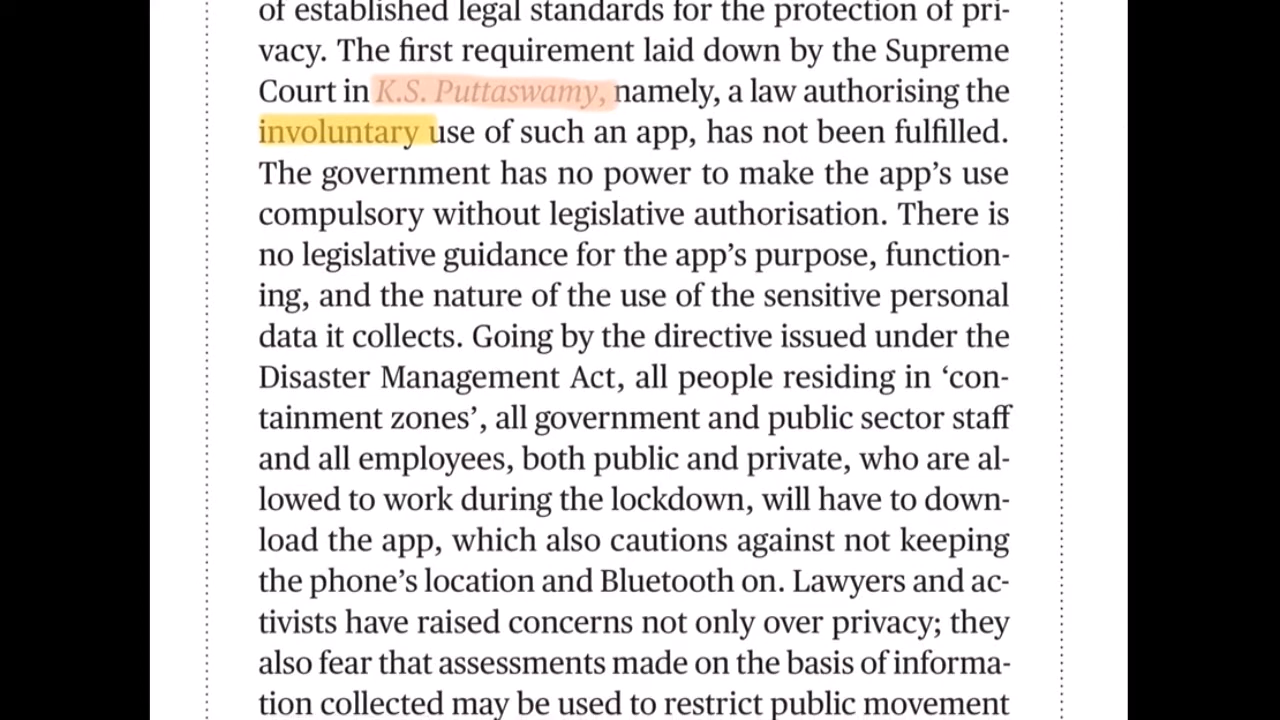 of established legal standards for the protection of pri-
vacy. The first requirement laid down by the Supreme
Court in K.S. Puttaswamy, namely, a law authorising the
involuntary use of such an app, has not been fulfilled.
The government has no power to make the app’s use
compulsory without legislative authorisation. There is
no legislative guidance for the app’s purpose, function-
ing, and the nature of the use of the sensitive personal
data it collects. Going by the directive issued under the
Disaster Management Act, all people residing in ‘con-
tainment zones’, all government and public sector staff
and all employees, both public and private, who are al-
lowed to work during the lockdown, will have to down-
load the app, which also cautions against not keeping
the phone’s location and Bluetooth on. Lawyers and ac-
tivists have raised concerns not only over privacy; they
also fear that assessments made on the basis of informa-
tion collected may be used to restrict public movement